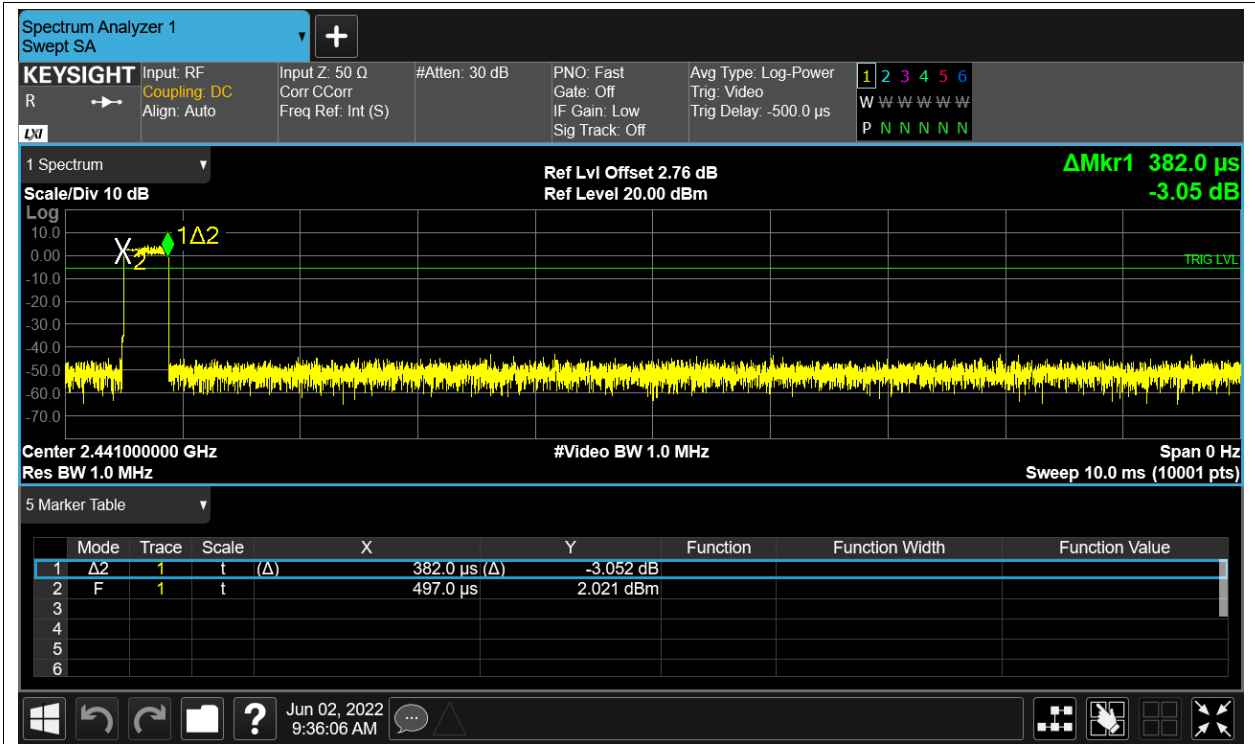 Spectrum Analyzer 1
Swept SA
KEYSIGHT Input: RF Input Z: 50 Ω #Atten: 30 dB PNO: Fast Avg Type: Log-Power 1 2 3 4 5 6
R Coupling: DC Corr CCorr Gate: Off Trig: Video W W W W W W
Align: Auto Freq Ref: Int (S) IF Gain: Low Trig Delay: -500.0 µs
LXI Sig Track: Off P N N N N N
1 Spectrum Ref Lvl Offset 2.76 dB ΔMkr1 382.0 µs
Scale/Div 10 dB Ref Level 20.00 dBm -3.05 dB
Log
10.0 1Δ2
0.00 X 2 TRIG LVL
-10.0
-20.0
-30.0
-40.0
-50.0
-60.0
-70.0
Center 2.441000000 GHz #Video BW 1.0 MHz Span 0 Hz
Res BW 1.0 MHz Sweep 10.0 ms (10001 pts)
5 Marker Table
Mode Trace Scale X Y Function Function Width Function Value
1 Δ2 1 t (Δ) 382.0 µs (Δ) -3.052 dB
2 F 1 t 497.0 µs 2.021 dBm
3
4
5
6
? Jun 02, 2022
9:36:06 AM